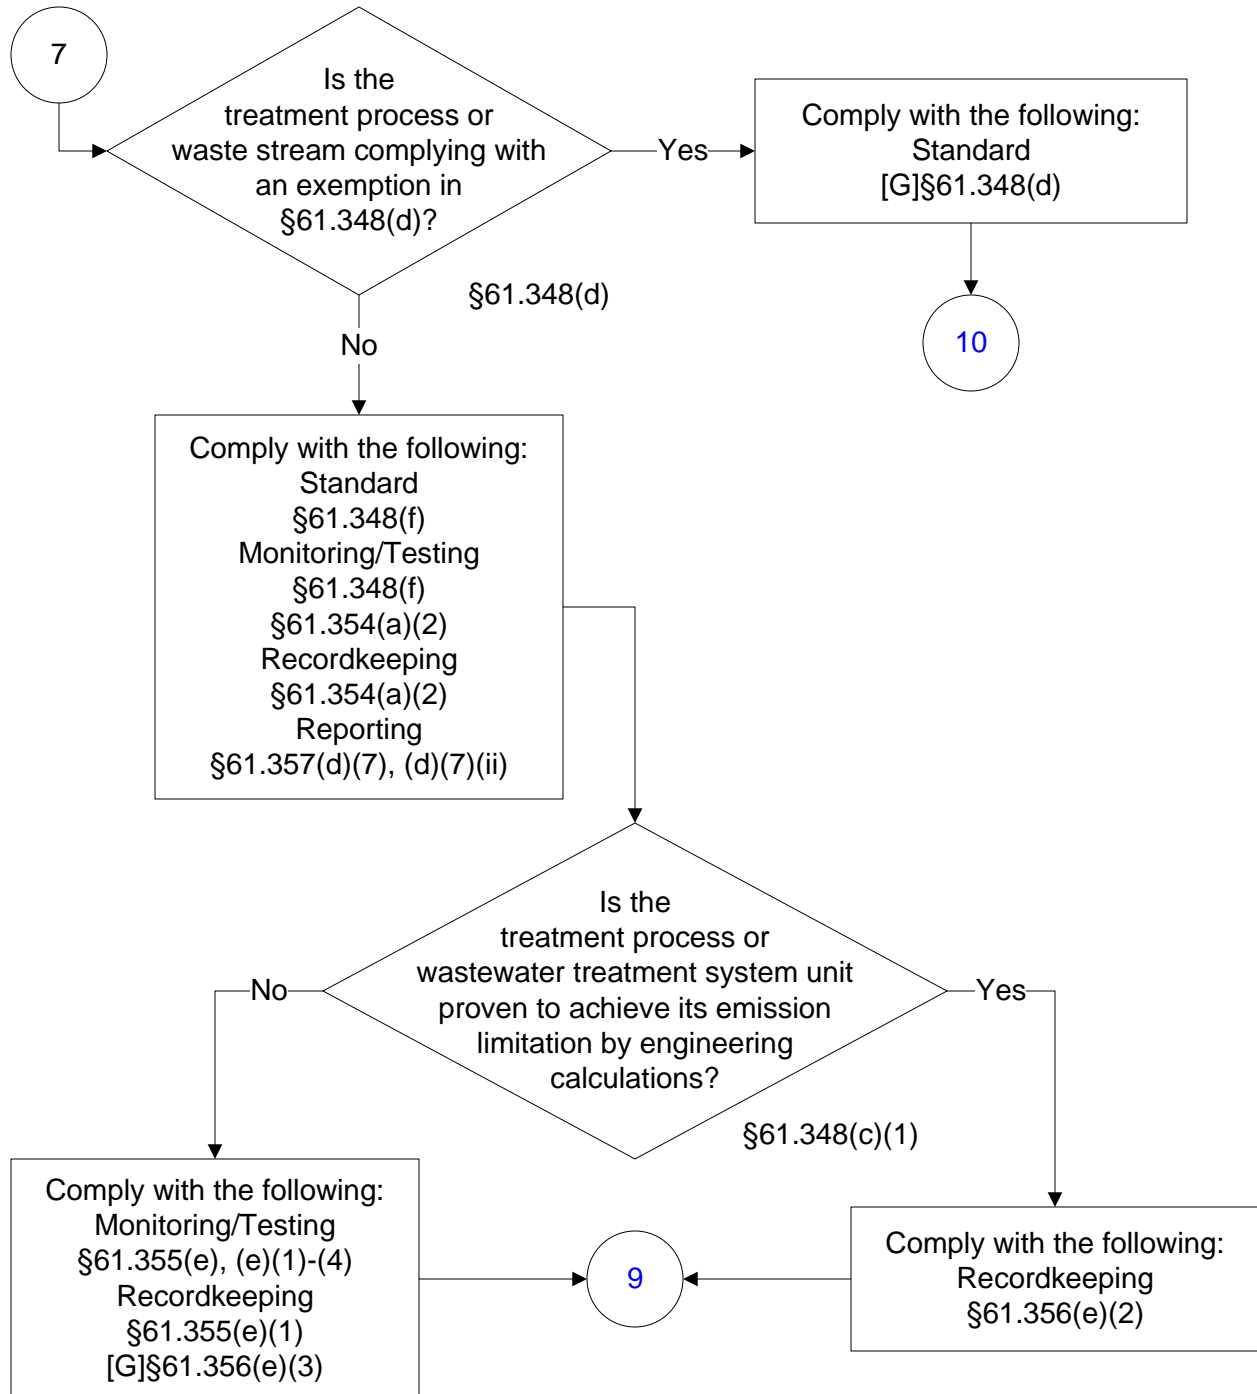 7
Is the
treatment process or
waste stream complying with
an exemption in
§61.348(d)?
Yes
Comply with the following:
Standard
[G]§61.348(d)
§61.348(d)
10
No
Comply with the following:
Standard
§61.348(f)
Monitoring/Testing
§61.348(f)
§61.354(a)(2)
Recordkeeping
§61.354(a)(2)
Reporting
§61.357(d)(7), (d)(7)(ii)
Is the
treatment process or
wastewater treatment system unit
proven to achieve its emission
limitation by engineering
calculations?
No
Yes
§61.348(c)(1)
Comply with the following:
Monitoring/Testing
§61.355(e), (e)(1)-(4)
Recordkeeping
§61.355(e)(1)
[G]§61.356(e)(3)
9
Comply with the following:
Recordkeeping
§61.356(e)(2)